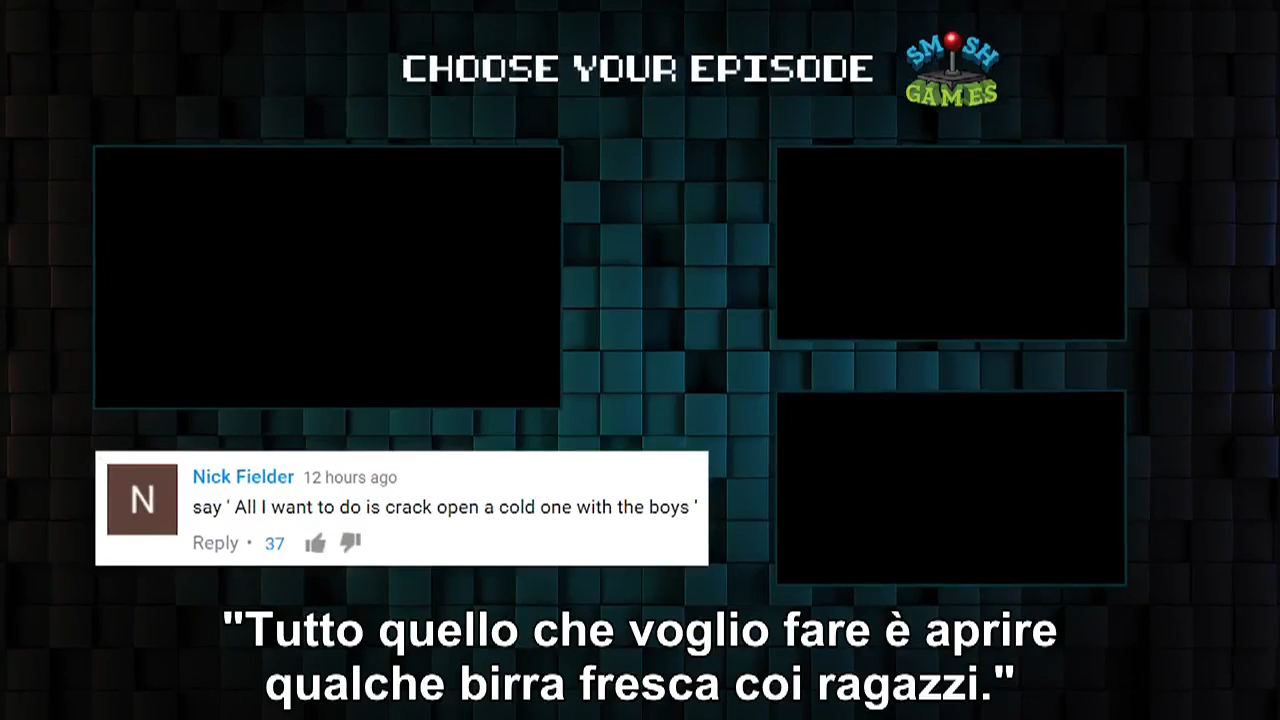 CHOOSE YOUR EPISODE
SMOSH
GAMES
N
Nick Fielder 12 hours ago
say ' All I want to do is crack open a cold one with the boys '
Reply • 37
"Tutto quello che voglio fare è aprire
qualche birra fresca coi ragazzi."